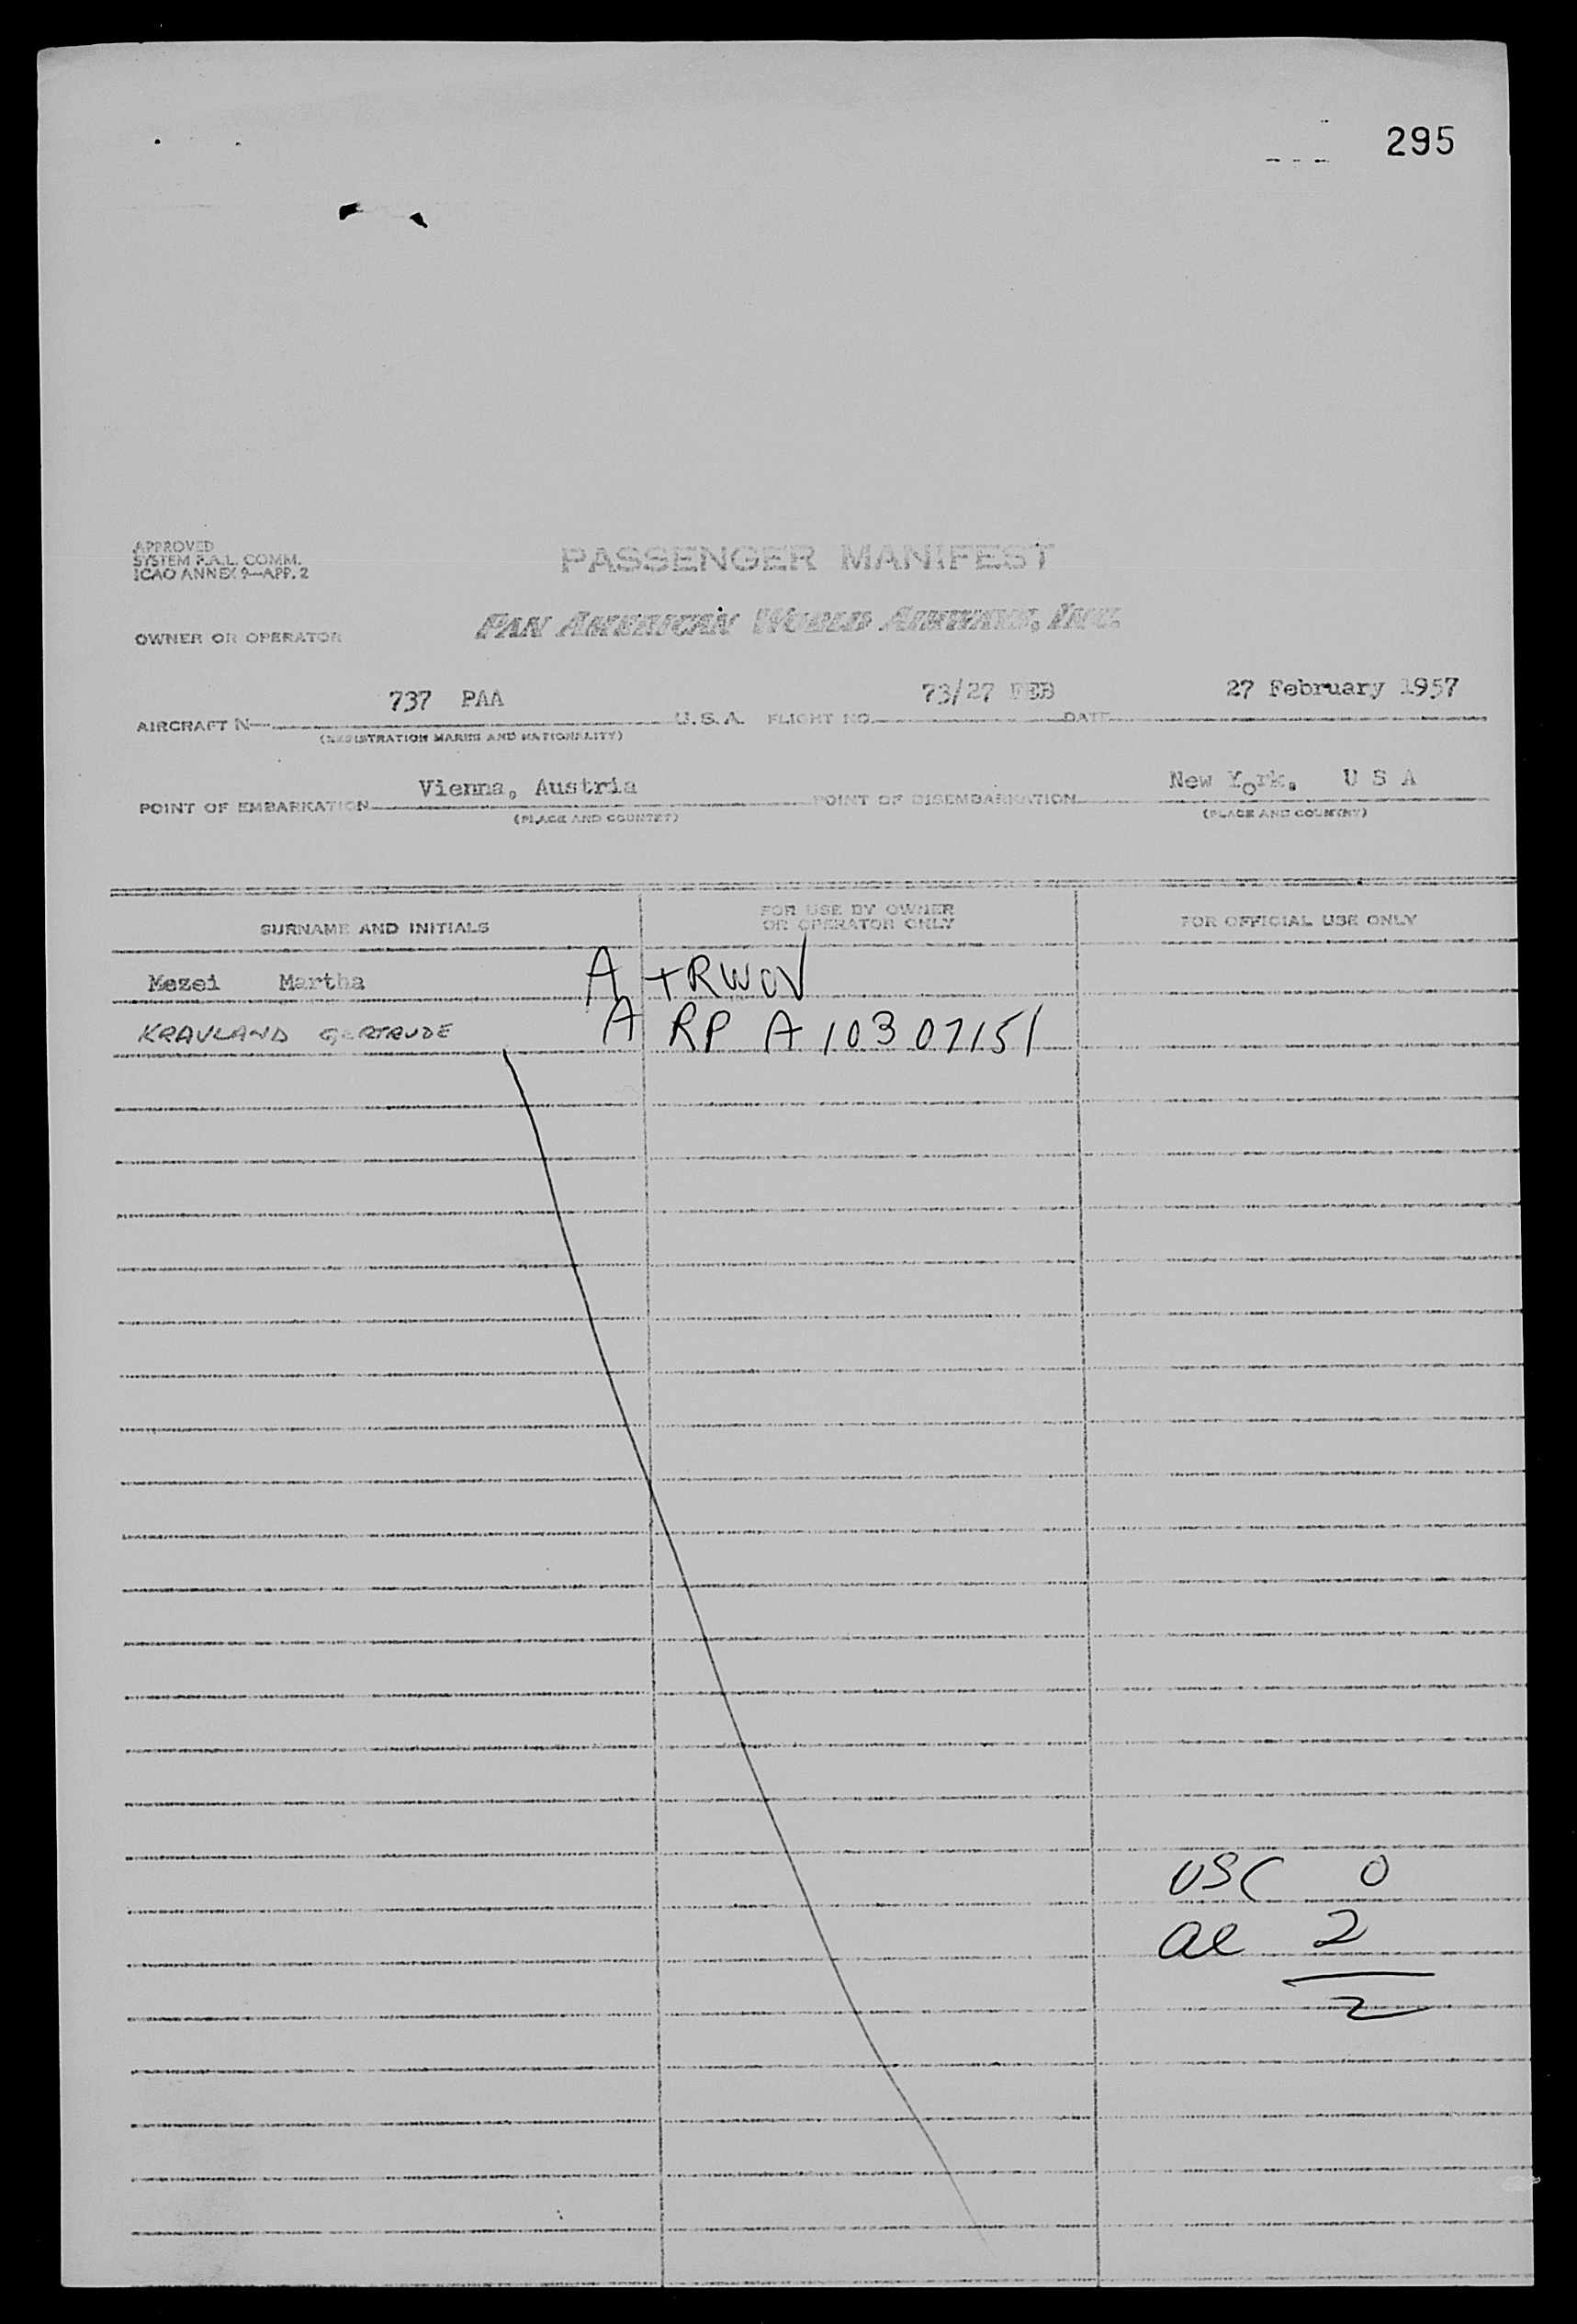 295
APPROVED
SYSTEM F.A.L. COMM.
ICAO ANNEX 9—APP. 2
PASSENGER MANIFEST
OWNER OR OPERATOR PAN AMERICAN WORLD AIRWAYS, INC.
AIRCRAFT N— 737 PAA U.S.A. FLIGHT NO. 73/27 FEB DATE 27 February 1957
(REGISTRATION MARKS AND NATIONALITY)
POINT OF EMBARKATION Vienna, Austria POINT OF DISEMBARKATION New York. U S A
(PLACE AND COUNTRY) (PLACE AND COUNTRY)
SURNAME AND INITIALS FOR USE BY OWNER OR OPERATOR ONLY FOR OFFICIAL USE ONLY
Mezei Martha A
KRAULAND GERTRUDE A RP A 10307151
USC 0
al 2
2